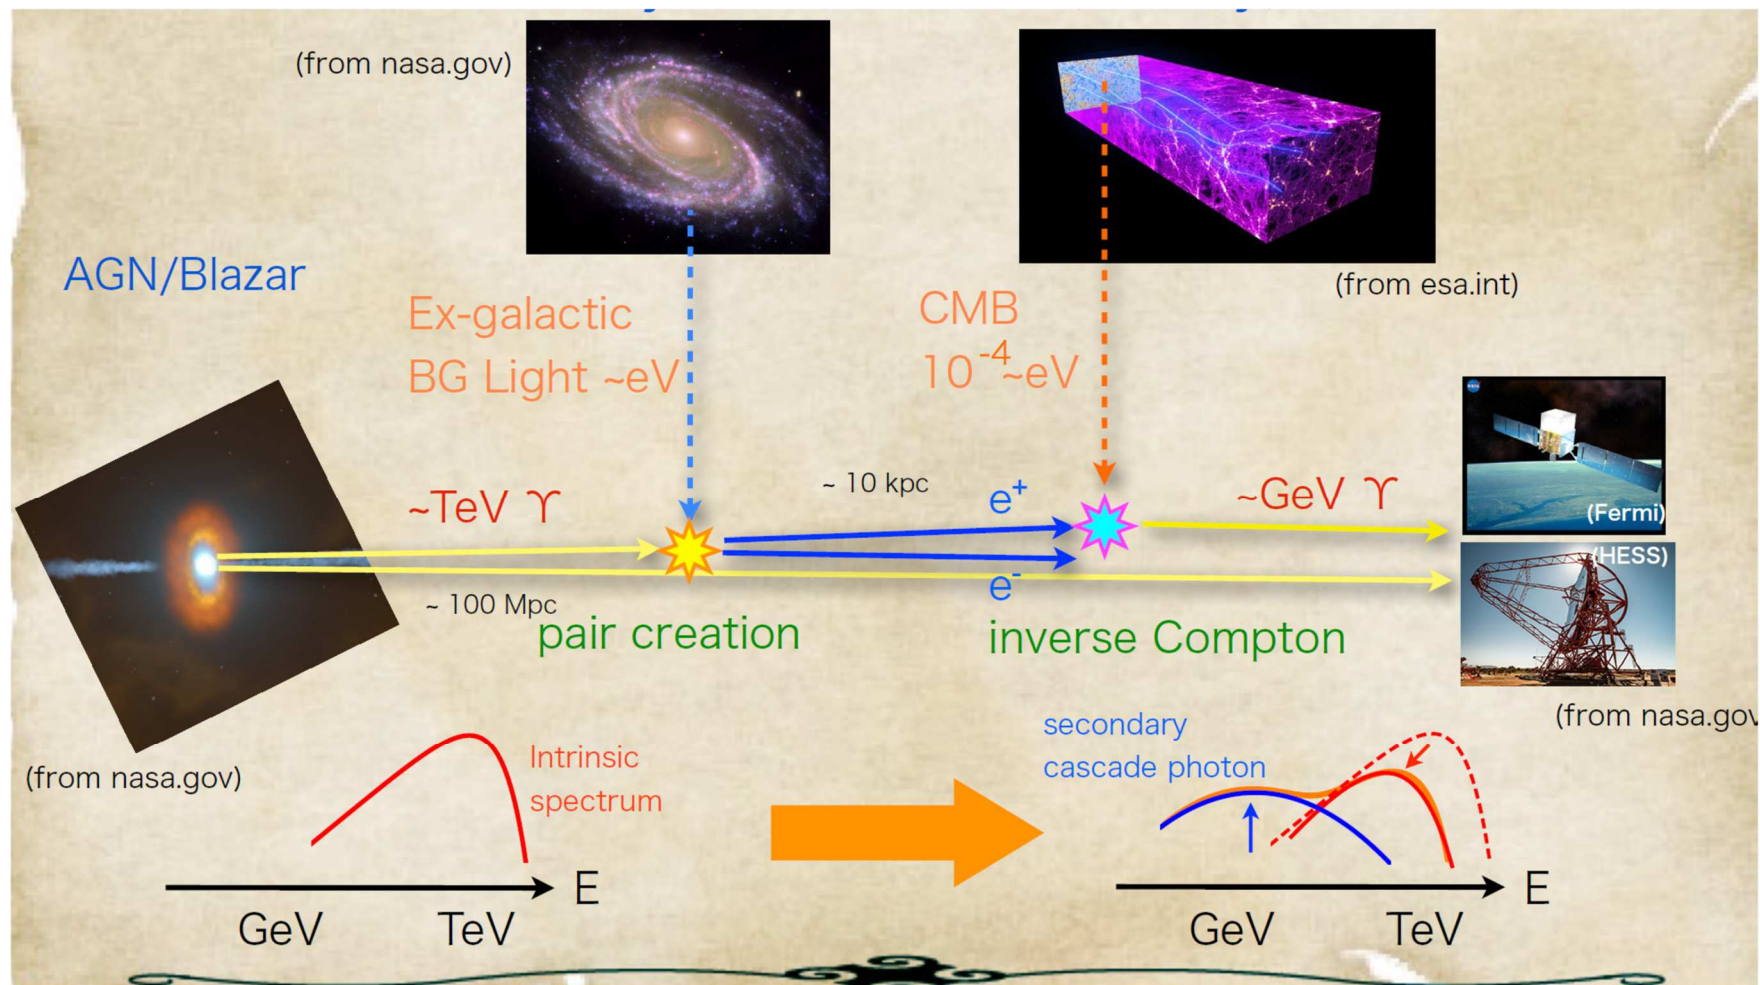 (from nasa.gov)
AGN/Blazar
Ex-galactic
BG Light ~eV
CMB
10⁻⁴~eV
(from esa.int)
~TeV ϒ
~ 10 kpc
e⁺
e⁻
~GeV ϒ
(Fermi)
(HESS)
~ 100 Mpc
pair creation
inverse Compton
(from nasa.gov)
(from nasa.gov
Intrinsic
spectrum
secondary
cascade photon
E
GeV
TeV
E
GeV
TeV